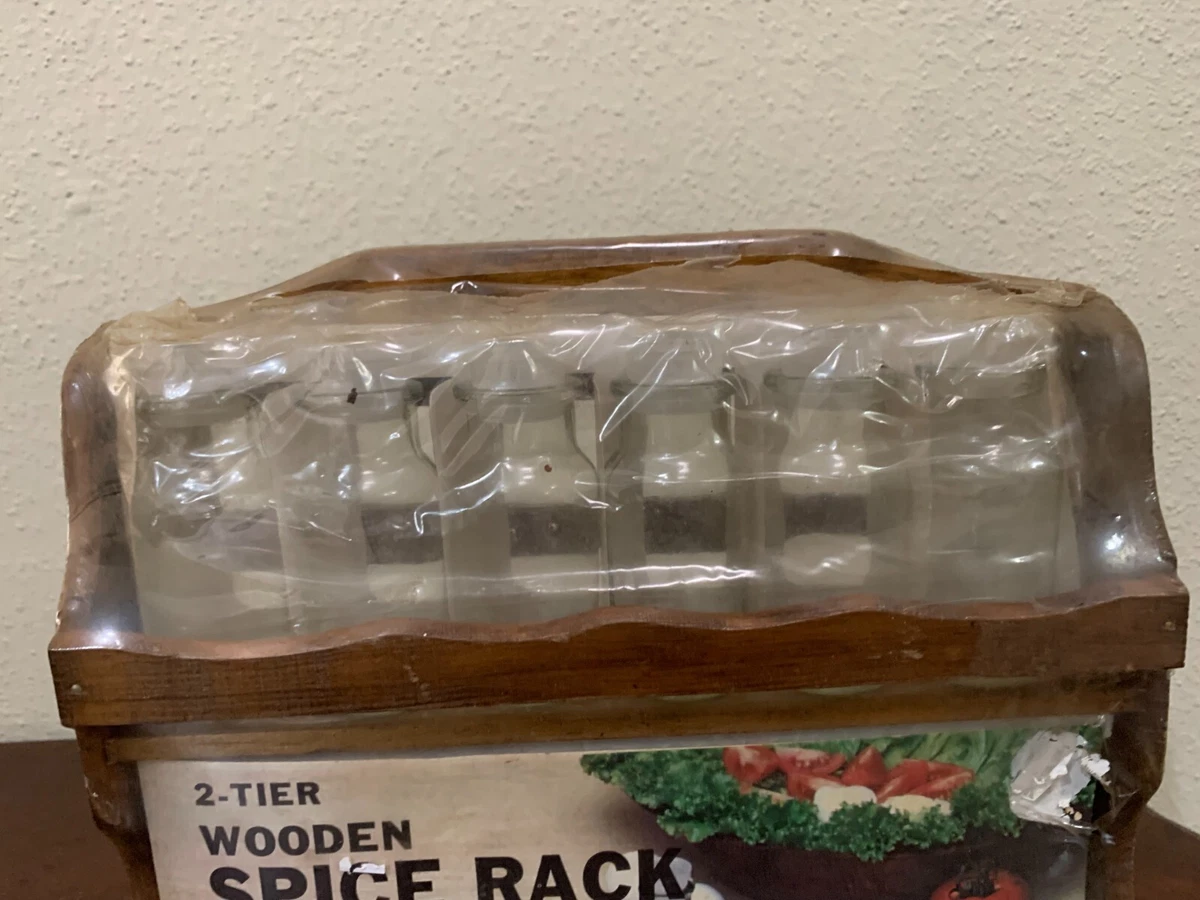 2-TIER
WOODEN
SPICE RACK